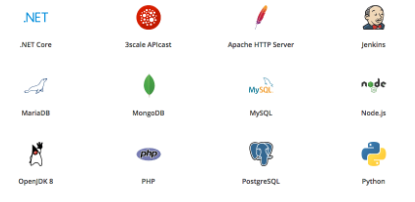 .NET
.NET Core
3scale APIcast
Apache HTTP Server
Jenkins
MySQL
node
MariaDB
MongoDB
MySQL
Node.js
php
OpenJDK 8
PHP
PostgreSQL
Python